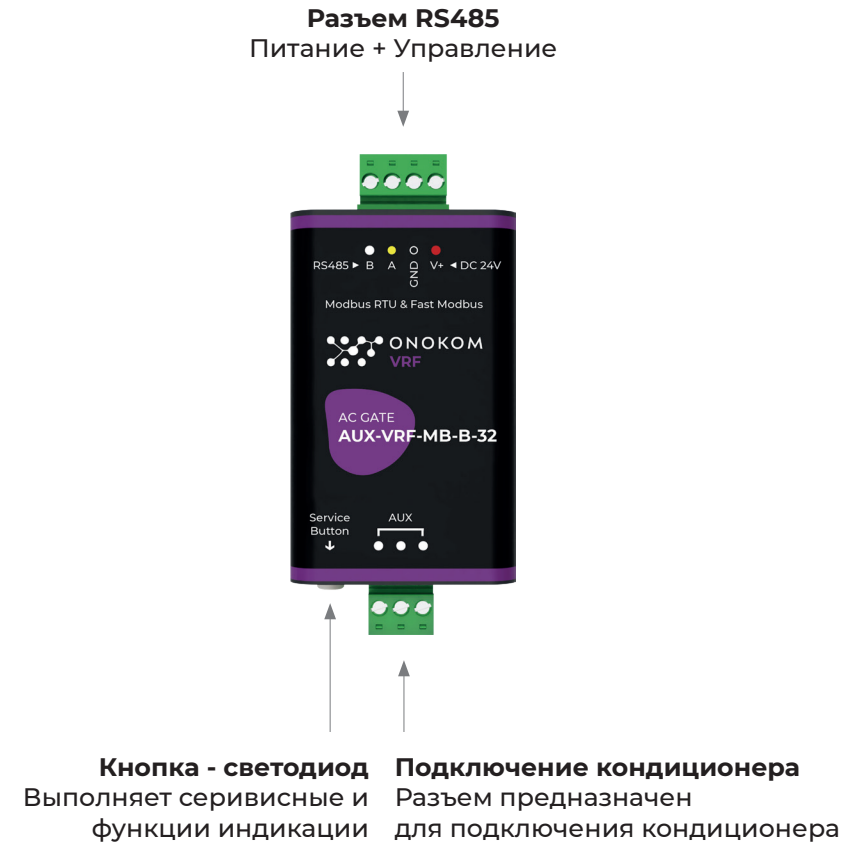 Разъем RS485
Питание + Управление
RS485 ► B A GND V+ ◄ DC 24V
Modbus RTU & Fast Modbus
ONOKOM
VRF
AC GATE
AUX-VRF-MB-B-32
Service
Button
AUX
Кнопка - светодиод
Выполняет серивисные и
функции индикации
Подключение кондиционера
Разъем предназначен
для подключения кондиционера